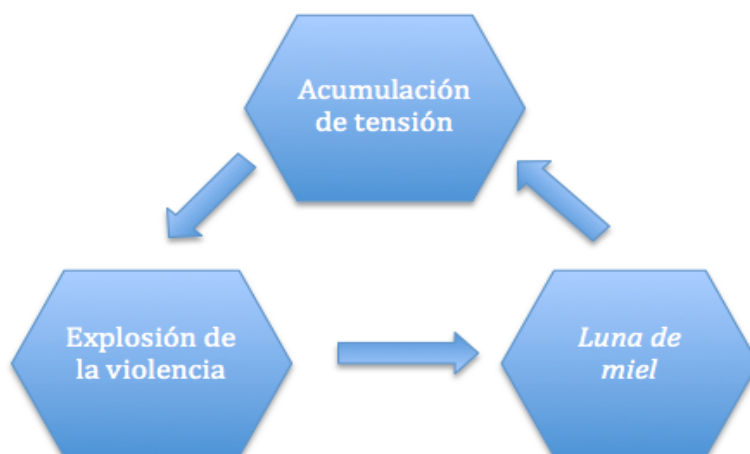 Acumulación
de tensión
Explosión de
la violencia
Luna de
miel